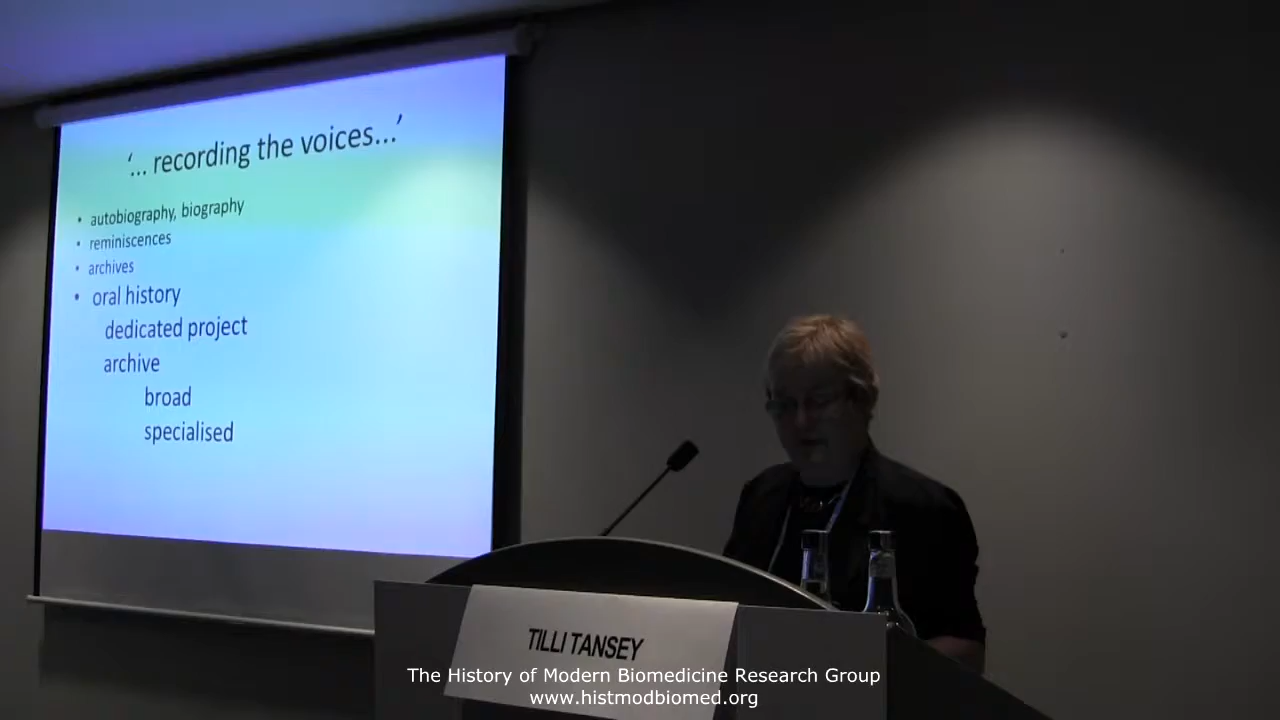 ‘... recording the voices...’
• autobiography, biography
• reminiscences
• archives
• oral history
dedicated project
archive
broad
specialised
TILLI TANSEY
The History of Modern Biomedicine Research Group
www.histmodbiomed.org